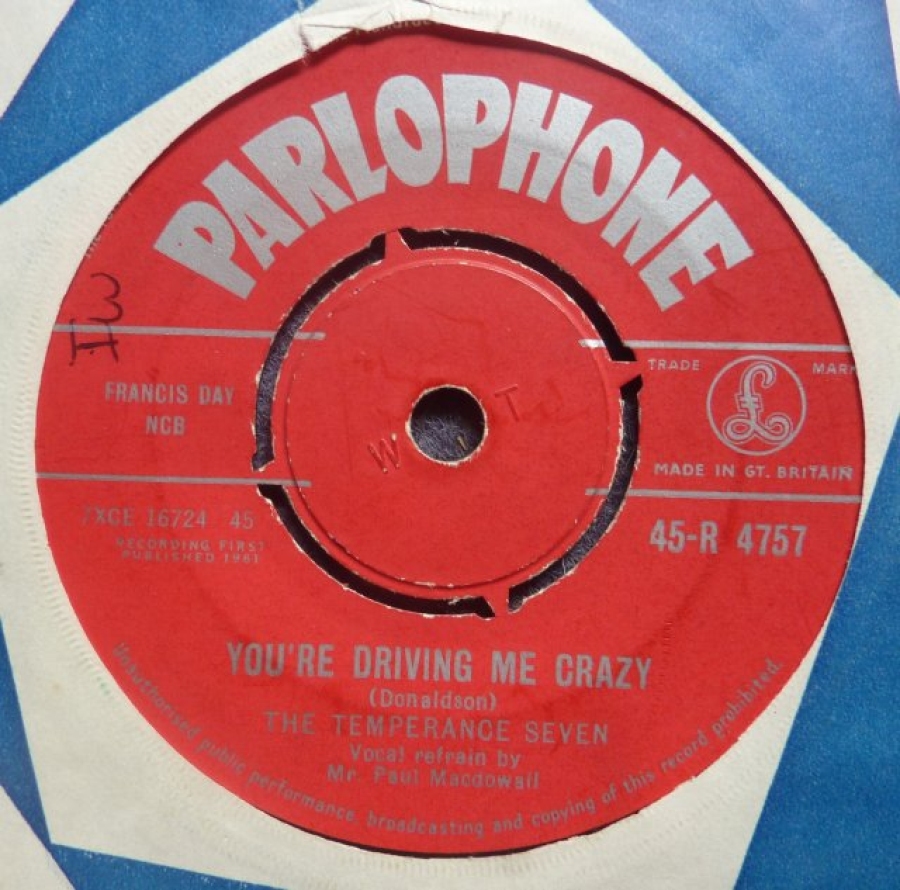 PARLOPHONE
IW
FRANCIS DAY
NCB
TRADE MARK
£
MADE IN GT. BRITAIN
W I T
7XCE 16724 45
RECORDING FIRST
PUBLISHED 1961
45-R 4757
YOU'RE DRIVING ME CRAZY
(Donaldson)
THE TEMPERANCE SEVEN
Vocal refrain by
Mr. Paul Macdowall
Unauthorised public performance, broadcasting and copying of this record prohibited.